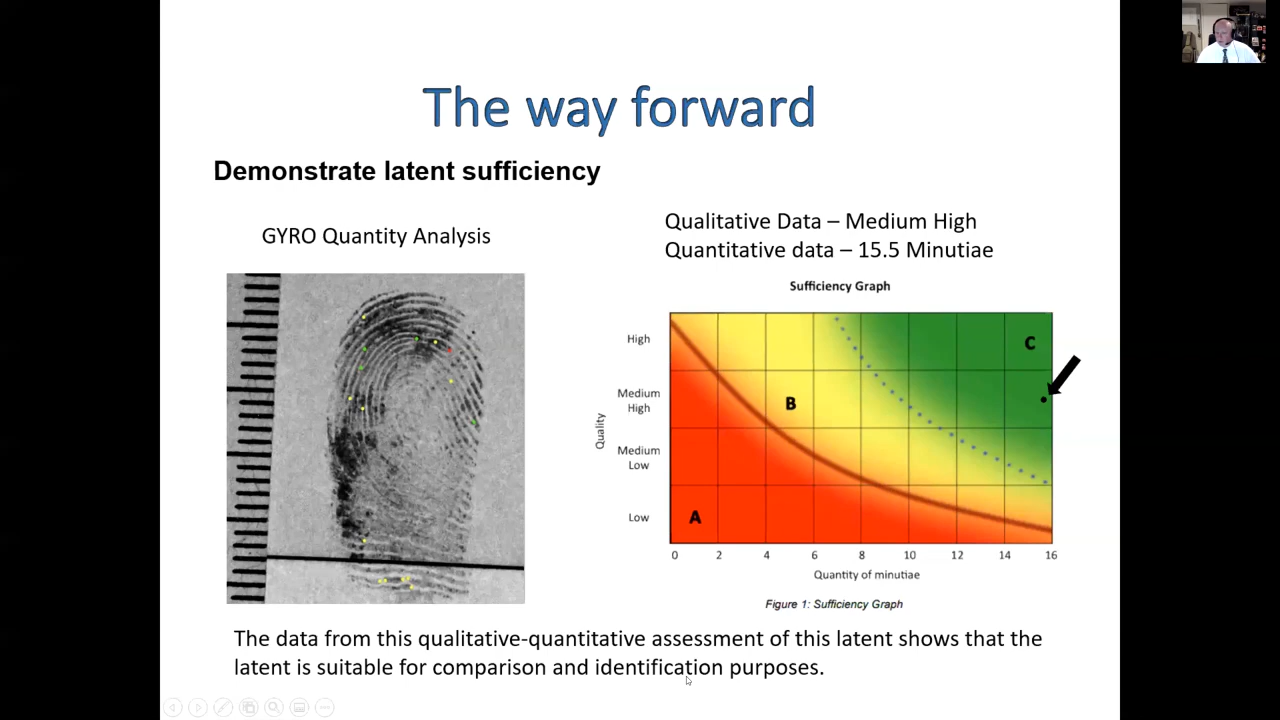 The way forward
Demonstrate latent sufficiency
GYRO Quantity Analysis
Qualitative Data – Medium High
Quantitative data – 15.5 Minutiae
Sufficiency Graph
High
Medium
High
Medium
Low
Low
Quality
A
B
C
0 2 4 6 8 10 12 14 16
Quantity of minutiae
Figure 1: Sufficiency Graph
The data from this qualitative-quantitative assessment of this latent shows that the
latent is suitable for comparison and identification purposes.